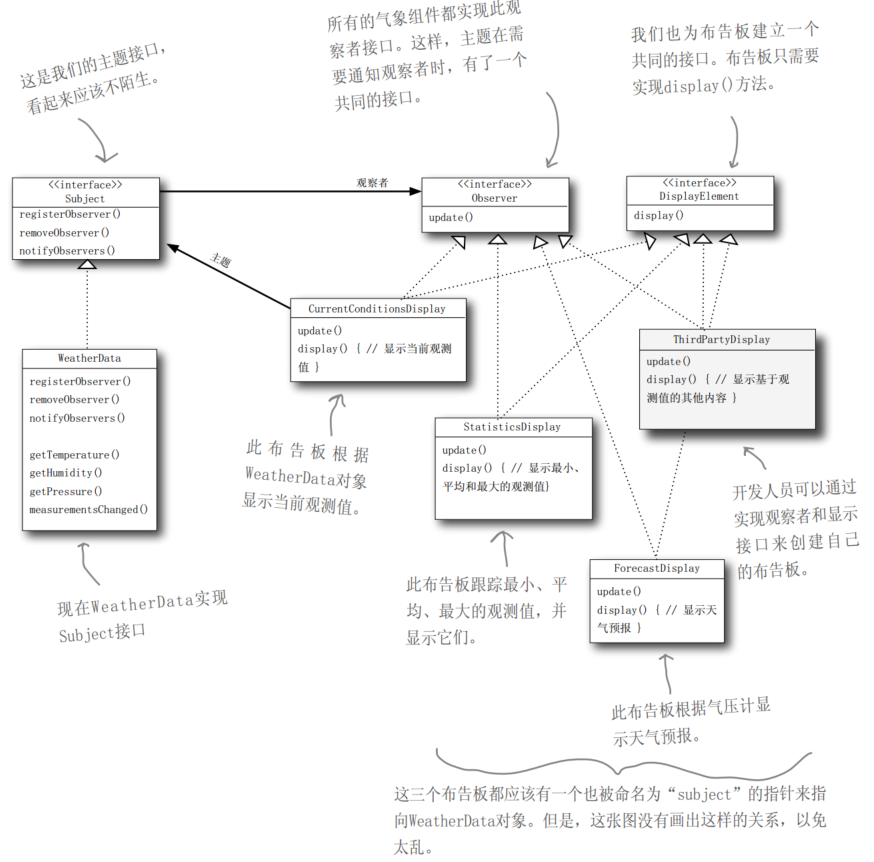 这是我们的主题接口，
看起来应该不陌生。
所有的气象组件都实现此观
察者接口。这样，主题在需
要通知观察者时，有了一个
共同的接口。
我们也为布告板建立一个
共同的接口。布告板只需要
实现display()方法。
<<interface>>
Subject
registerObserver()
removeObserver()
notifyObservers()
观察者
<<interface>>
Observer
update()
<<interface>>
DisplayElement
display()
主题
WeatherData
registerObserver()
removeObserver()
notifyObservers()
getTemperature()
getHumidity()
getPressure()
measurementsChanged()
CurrentConditionsDisplay
update()
display() { // 显示当前观测
值 }
ThirdPartyDisplay
update()
display() { // 显示基于观
测值的其他内容 }
StatisticsDisplay
update()
display() { // 显示最小、
平均和最大的观测值}
ForecastDisplay
update()
display() { // 显示天
气预报 }
此布告板根据
WeatherData对象
显示当前观测值。
开发人员可以通过
实现观察者和显示
接口来创建自己
的布告板。
现在WeatherData实现
Subject接口
此布告板跟踪最小、平
均、最大的观测值，并
显示它们。
此布告板根据气压计显
示天气预报。
这三个布告板都应该有一个也被命名为“subject”的指针来指
向WeatherData对象。但是，这张图没有画出这样的关系，以免
太乱。